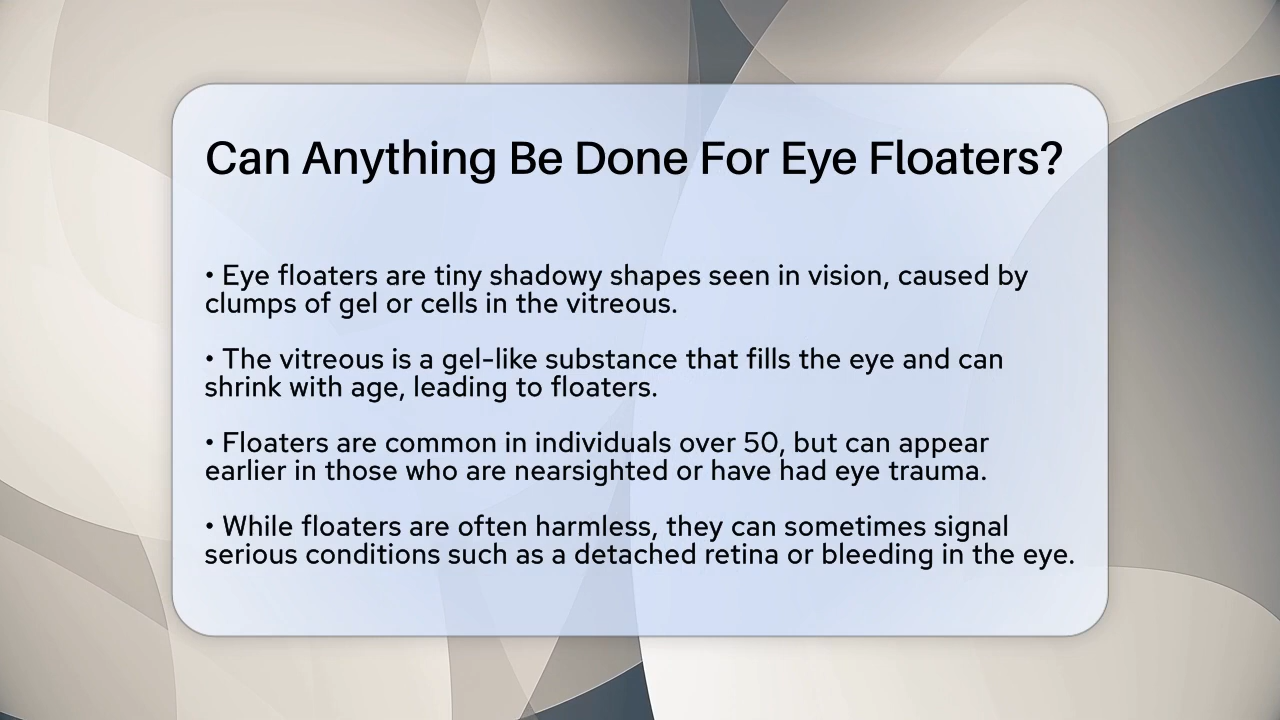 Can Anything Be Done For Eye Floaters?
• Eye floaters are tiny shadowy shapes seen in vision, caused by
clumps of gel or cells in the vitreous.
• The vitreous is a gel-like substance that fills the eye and can
shrink with age, leading to floaters.
• Floaters are common in individuals over 50, but can appear
earlier in those who are nearsighted or have had eye trauma.
• While floaters are often harmless, they can sometimes signal
serious conditions such as a detached retina or bleeding in the eye.